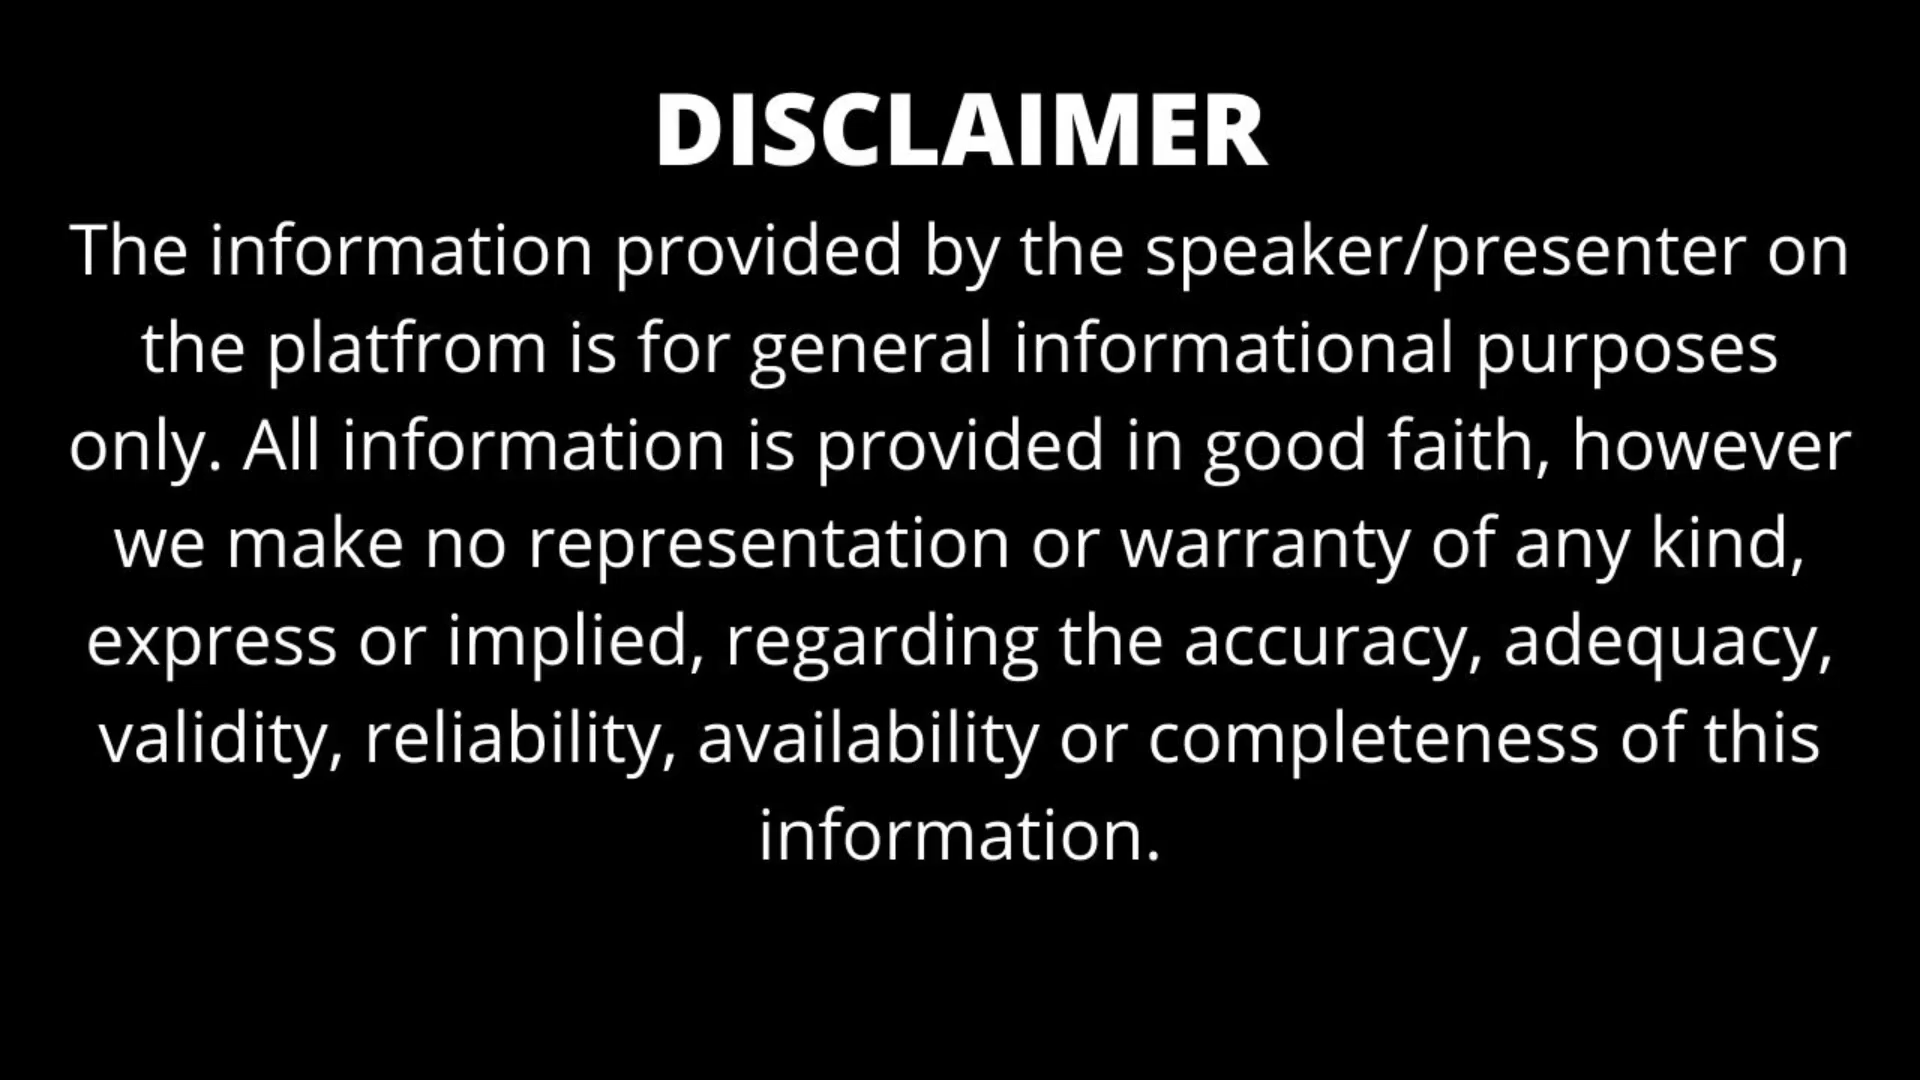 DISCLAIMER
The information provided by the speaker/presenter on
the platfrom is for general informational purposes
only. All information is provided in good faith, however
we make no representation or warranty of any kind,
express or implied, regarding the accuracy, adequacy,
validity, reliability, availability or completeness of this
information.